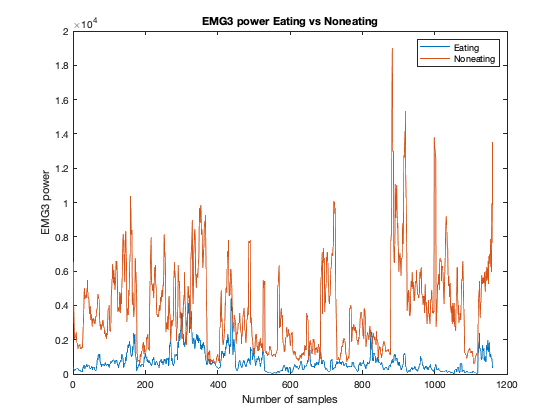 EMG3 power Eating vs Noneating
×10^4
2
1.8
1.6
1.4
1.2
1
0.8
0.6
0.4
0.2
0
EMG3 power
Eating
Noneating
0 200 400 600 800 1000 1200
Number of samples